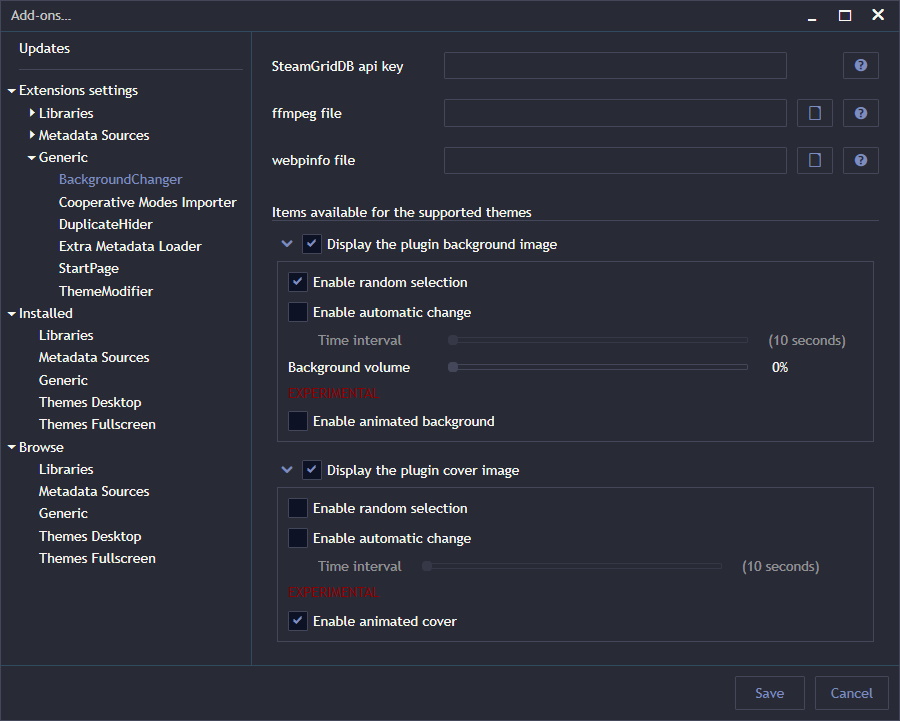 Add-ons...
Updates
Extensions settings
Libraries
Metadata Sources
Generic
BackgroundChanger
Cooperative Modes Importer
DuplicateHider
Extra Metadata Loader
StartPage
ThemeModifier
Installed
Libraries
Metadata Sources
Generic
Themes Desktop
Themes Fullscreen
Browse
Libraries
Metadata Sources
Generic
Themes Desktop
Themes Fullscreen
SteamGridDB api key
ffmpeg file
webpinfo file
Items available for the supported themes
Display the plugin background image
Enable random selection
Enable automatic change
Time interval (10 seconds)
Background volume 0%
EXPERIMENTAL
Enable animated background
Display the plugin cover image
Enable random selection
Enable automatic change
Time interval (10 seconds)
EXPERIMENTAL
Enable animated cover
Save Cancel